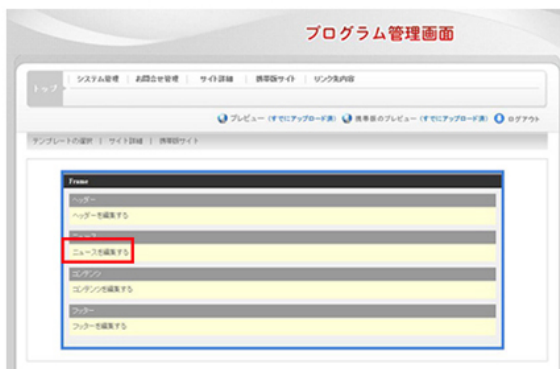 プログラム管理画面
トップ
システム管理 | お問合せ管理 | サイト詳細 | 携帯版サイト | リンク先内容
プレビュー (すでにアップロード済) 携帯版のプレビュー (すでにアップロード済) ログアウト
テンプレートの選択 | サイト詳細 | 携帯版サイト |
Frame
ヘッダー
ヘッダーを編集する
ニュース
ニュースを編集する
コンテンツ
コンテンツを編集する
フッター
フッターを編集する